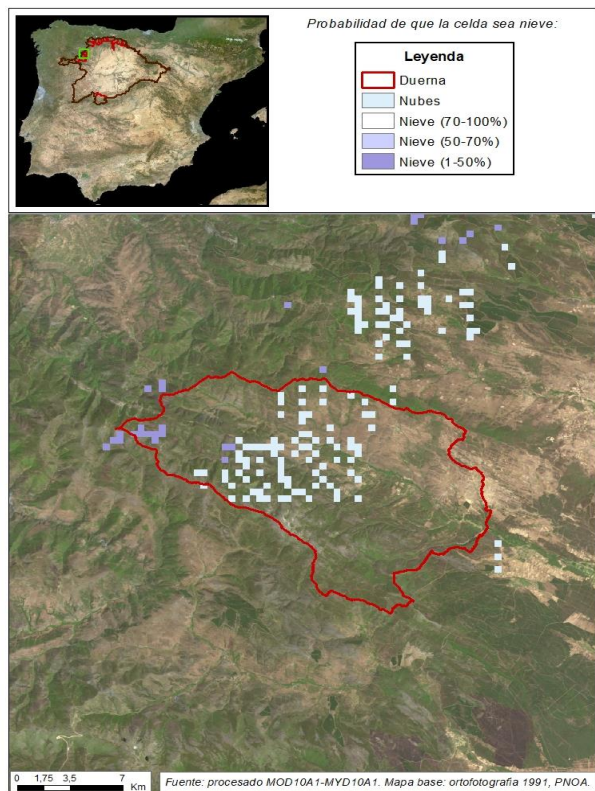 Probabilidad de que la celda sea nieve:
Leyenda
Duerna
Nubes
Nieve (70-100%)
Nieve (50-70%)
Nieve (1-50%)
0 1,75 3,5 7
Km
Fuente: procesado MOD10A1-MYD10A1. Mapa base: ortofotografia 1991, PNOA.